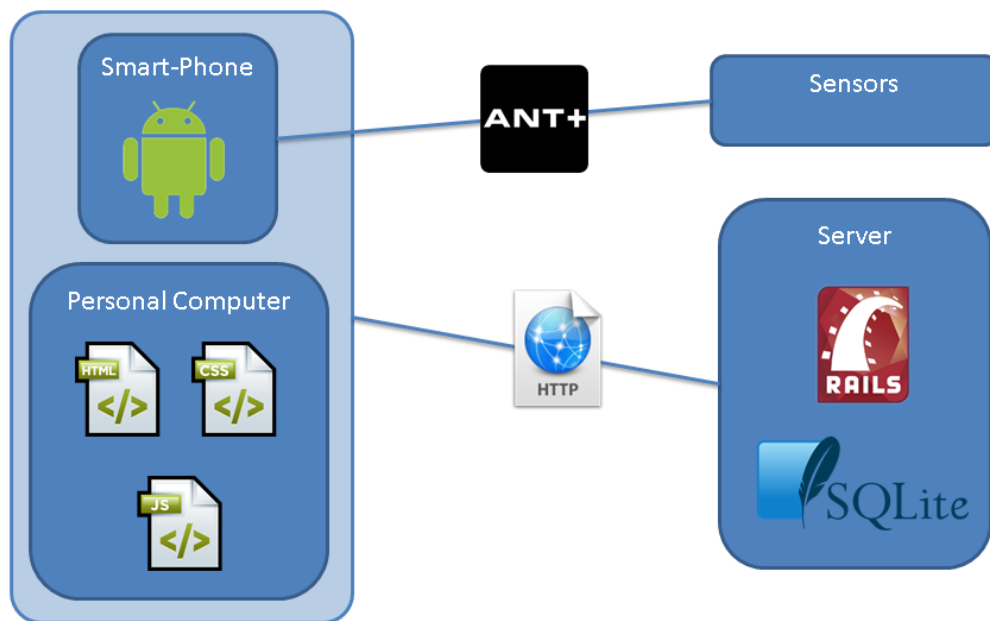 Smart-Phone
ANT+
Sensors
Personal Computer
HTML
CSS
JS
HTTP
Server
RAILS
SQLite